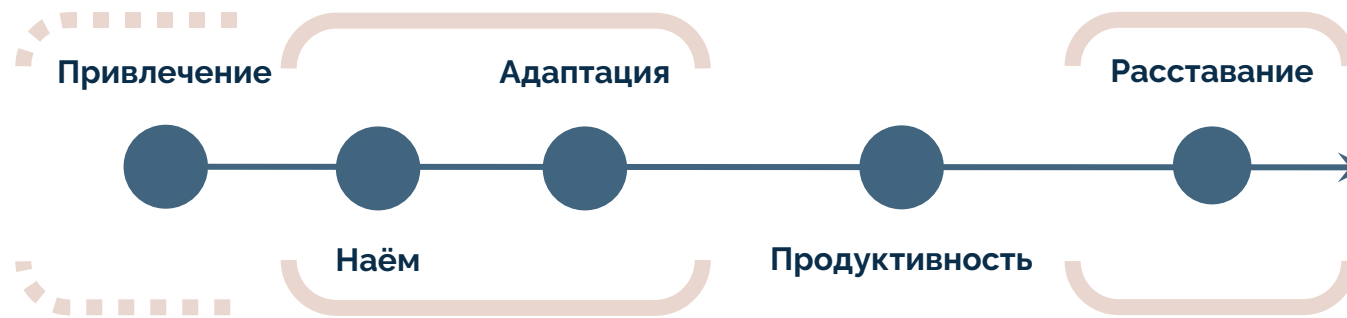 Привлечение
Адаптация
Расставание
Наём
Продуктивность